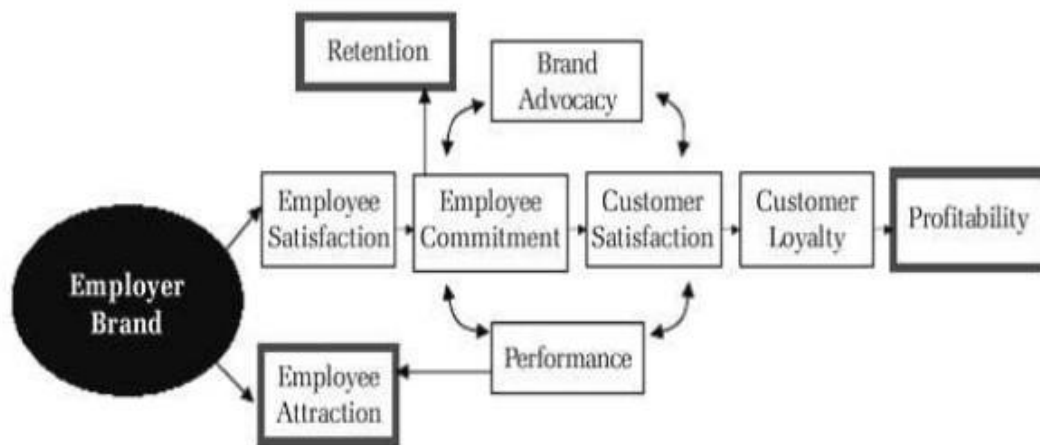 Retention
Brand
Advocacy
Employee
Satisfaction
Employee
Commitment
Customer
Satisfaction
Customer
Loyalty
Profitability
Employer
Brand
Performance
Employee
Attraction